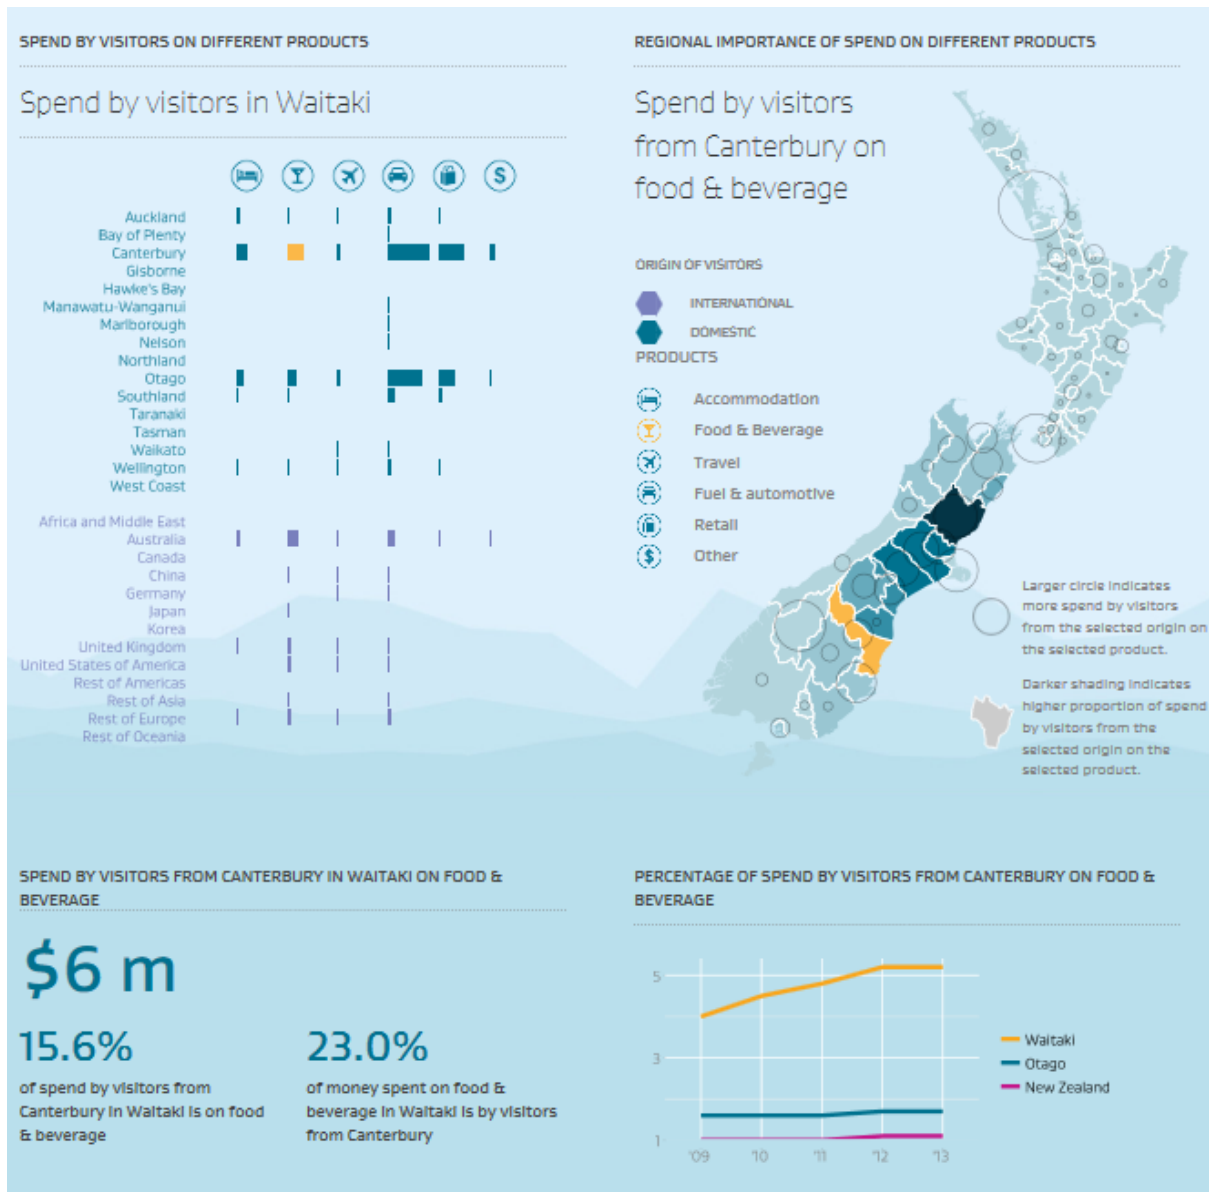 SPEND BY VISITORS ON DIFFERENT PRODUCTS
Spend by visitors in Waitaki
$
Auckland
Bay of Plenty
Canterbury
Gisborne
Hawke's Bay
Manawatu-Wanganui
Marlborough
Nelson
Northland
Otago
Southland
Taranaki
Tasman
Waikato
Wellington
West Coast
Africa and Middle East
Australia
Canada
China
Germany
Japan
Korea
United Kingdom
United States of America
Rest of Americas
Rest of Asia
Rest of Europe
Rest of Oceania
REGIONAL IMPORTANCE OF SPEND ON DIFFERENT PRODUCTS
Spend by visitors
from Canterbury on
food & beverage
ORIGIN OF VISITORS
INTERNATIONAL
DOMESTIC
PRODUCTS
Accommodation
Food & Beverage
Travel
Fuel & automotive
Retail
$ Other
Larger circle indicates
more spend by visitors
from the selected origin on
the selected product.
Darker shading indicates
higher proportion of spend
by visitors from the
selected origin on the
selected product.
SPEND BY VISITORS FROM CANTERBURY IN WAITAKI ON FOOD &
BEVERAGE
$6 m
15.6%
of spend by visitors from
Canterbury in Waitaki is on food
& beverage
23.0%
of money spent on food &
beverage in Waitaki is by visitors
from Canterbury
PERCENTAGE OF SPEND BY VISITORS FROM CANTERBURY ON FOOD &
BEVERAGE
5
3
1
'09 '10 '11 '12 '13
Waitaki
Otago
New Zealand